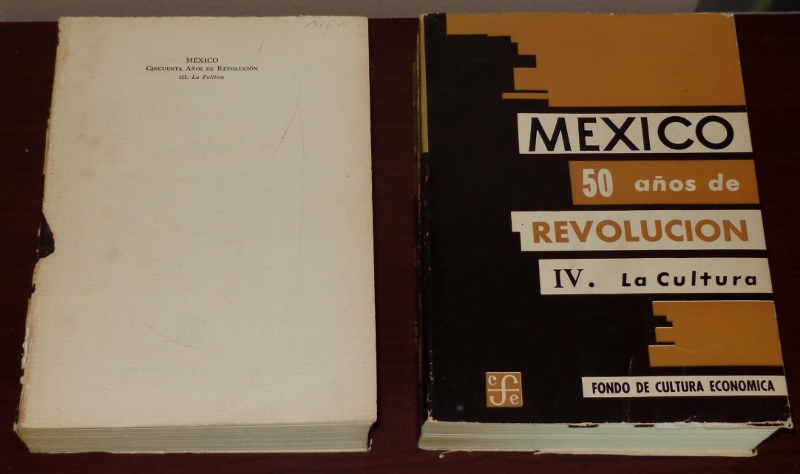 MEXICO
CINCUENTA AÑOS DE REVOLUCIÓN
III. La Política
MEXICO
50 años de
REVOLUCION
IV. La Cultura
cfe
FONDO DE CULTURA ECONOMICA